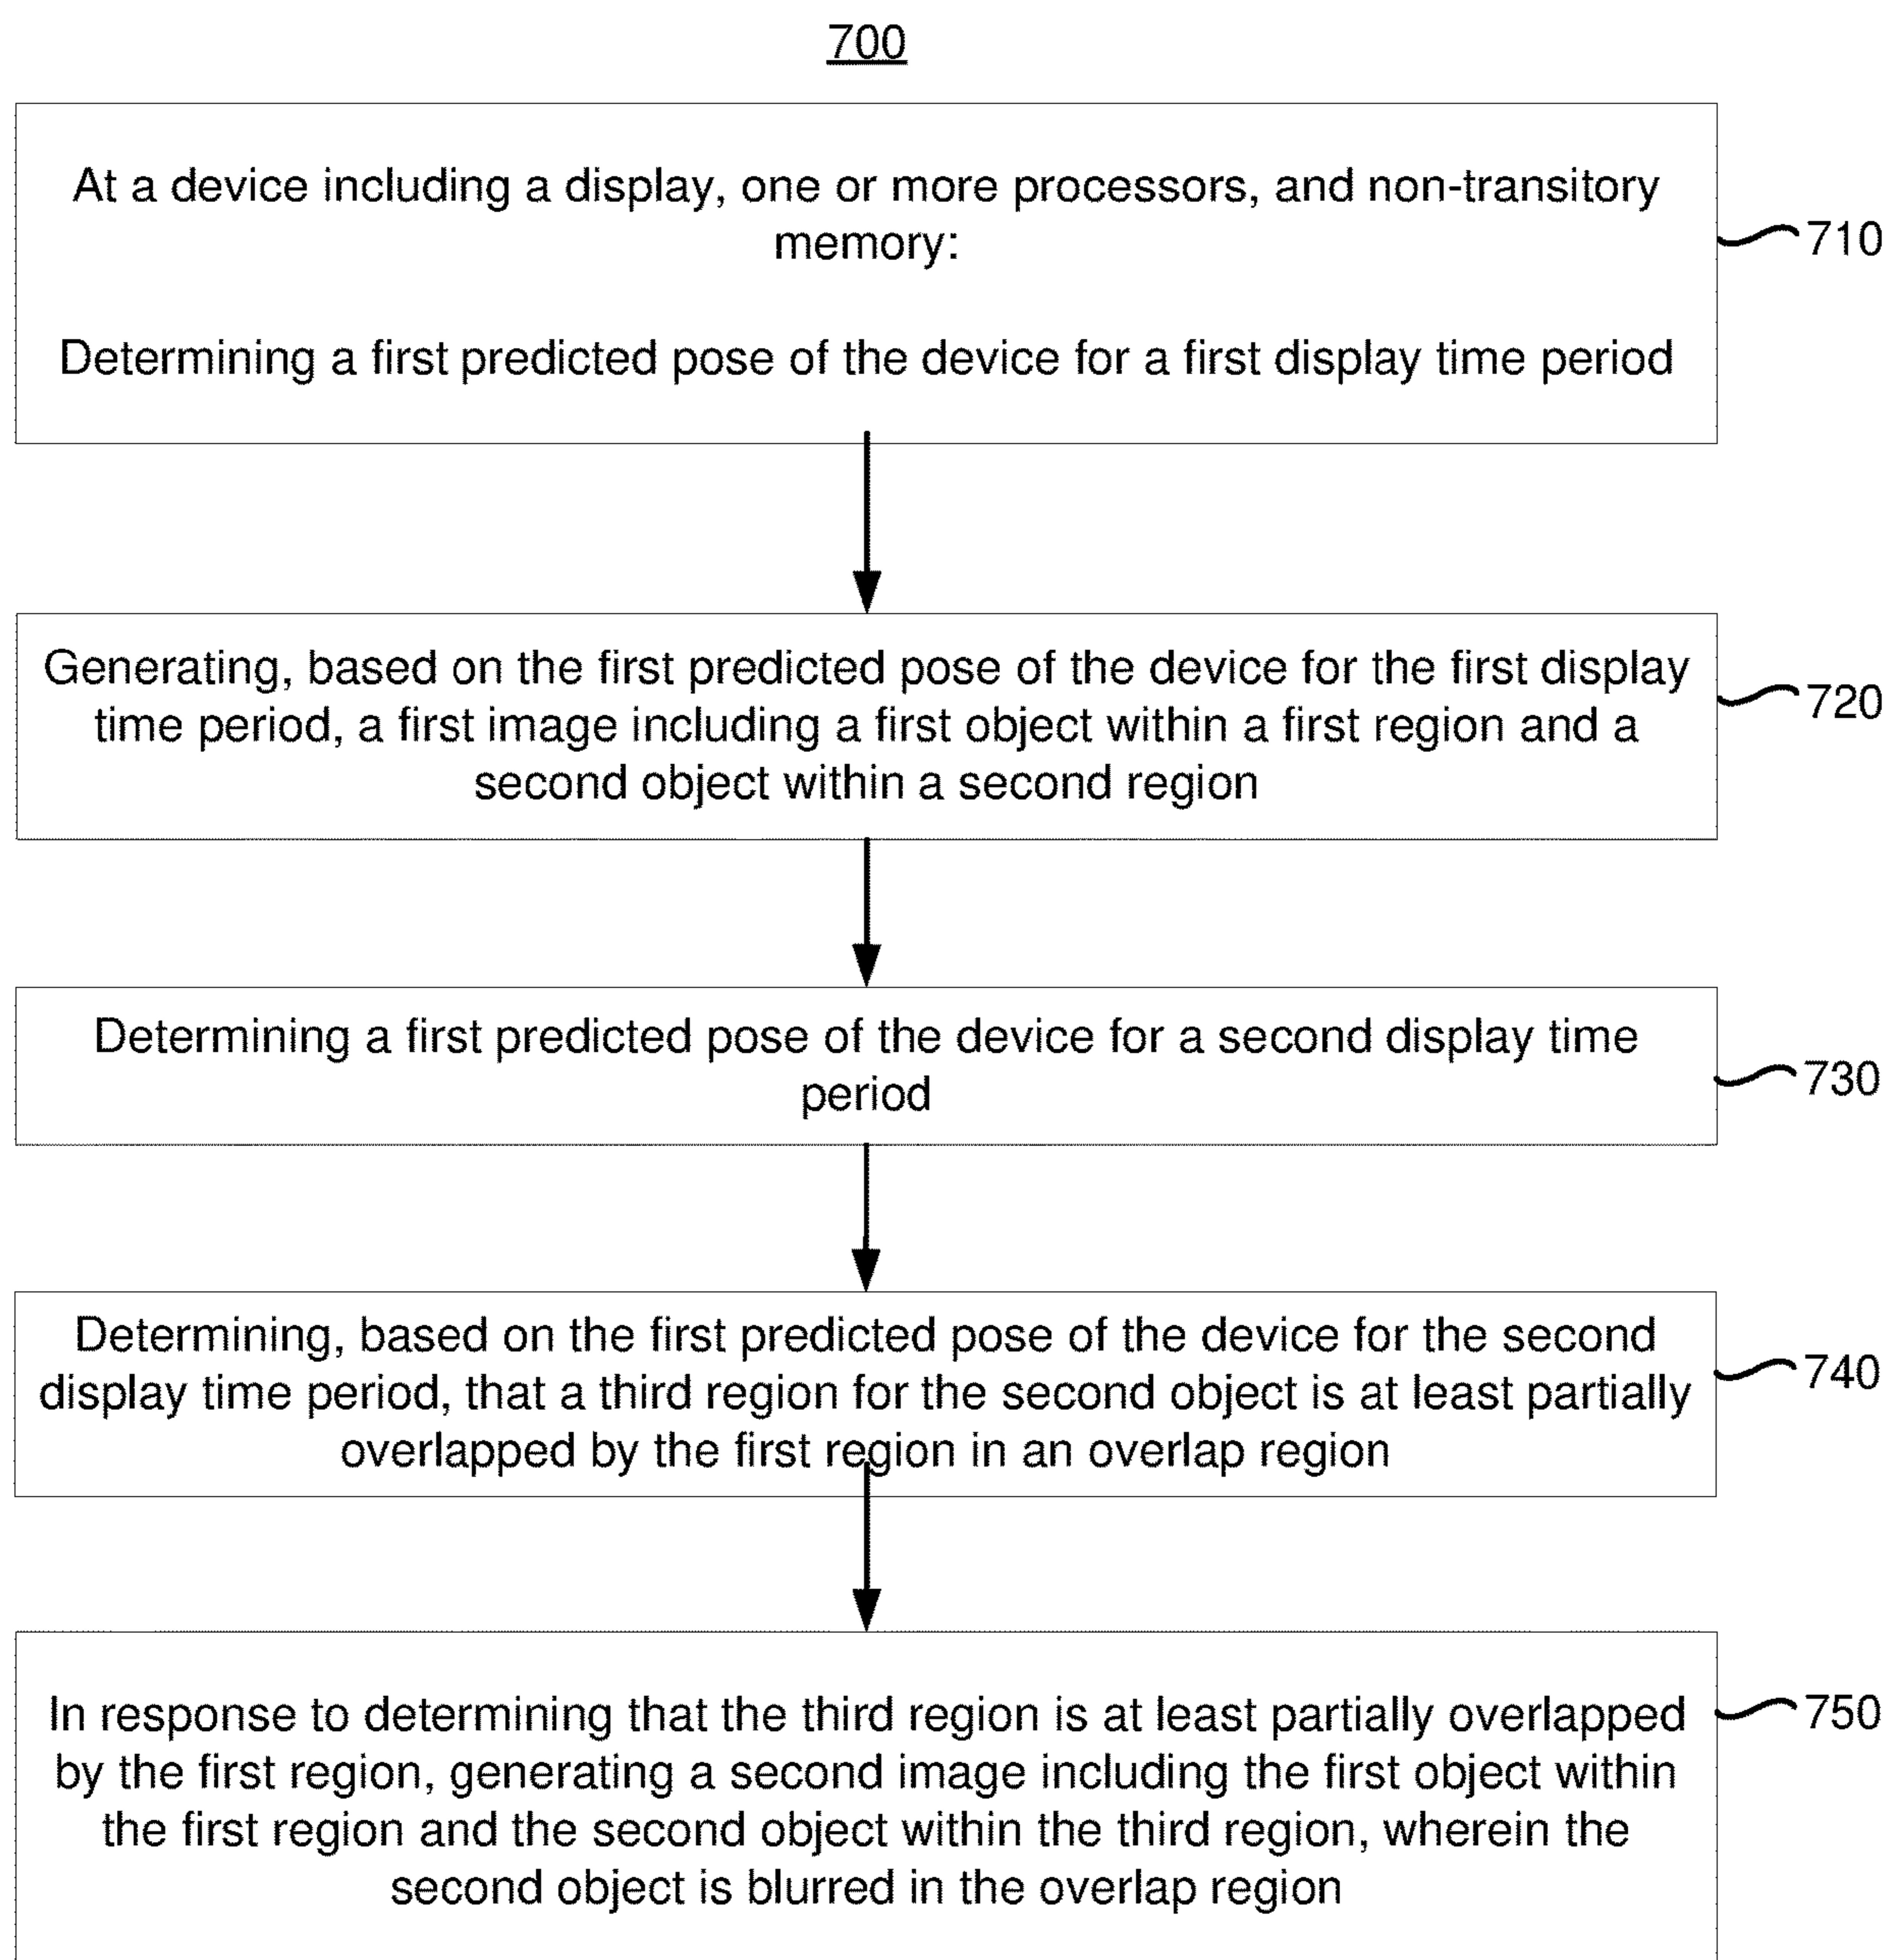 700
At a device including a display, one or more processors, and non-transitory
memory:
Determining a first predicted pose of the device for a first display time period
710
Generating, based on the first predicted pose of the device for the first display
time period, a first image including a first object within a first region and a
second object within a second region
720
Determining a first predicted pose of the device for a second display time
period
730
Determining, based on the first predicted pose of the device for the second
display time period, that a third region for the second object is at least partially
overlapped by the first region in an overlap region
740
In response to determining that the third region is at least partially overlapped
by the first region, generating a second image including the first object within
the first region and the second object within the third region, wherein the
second object is blurred in the overlap region
750